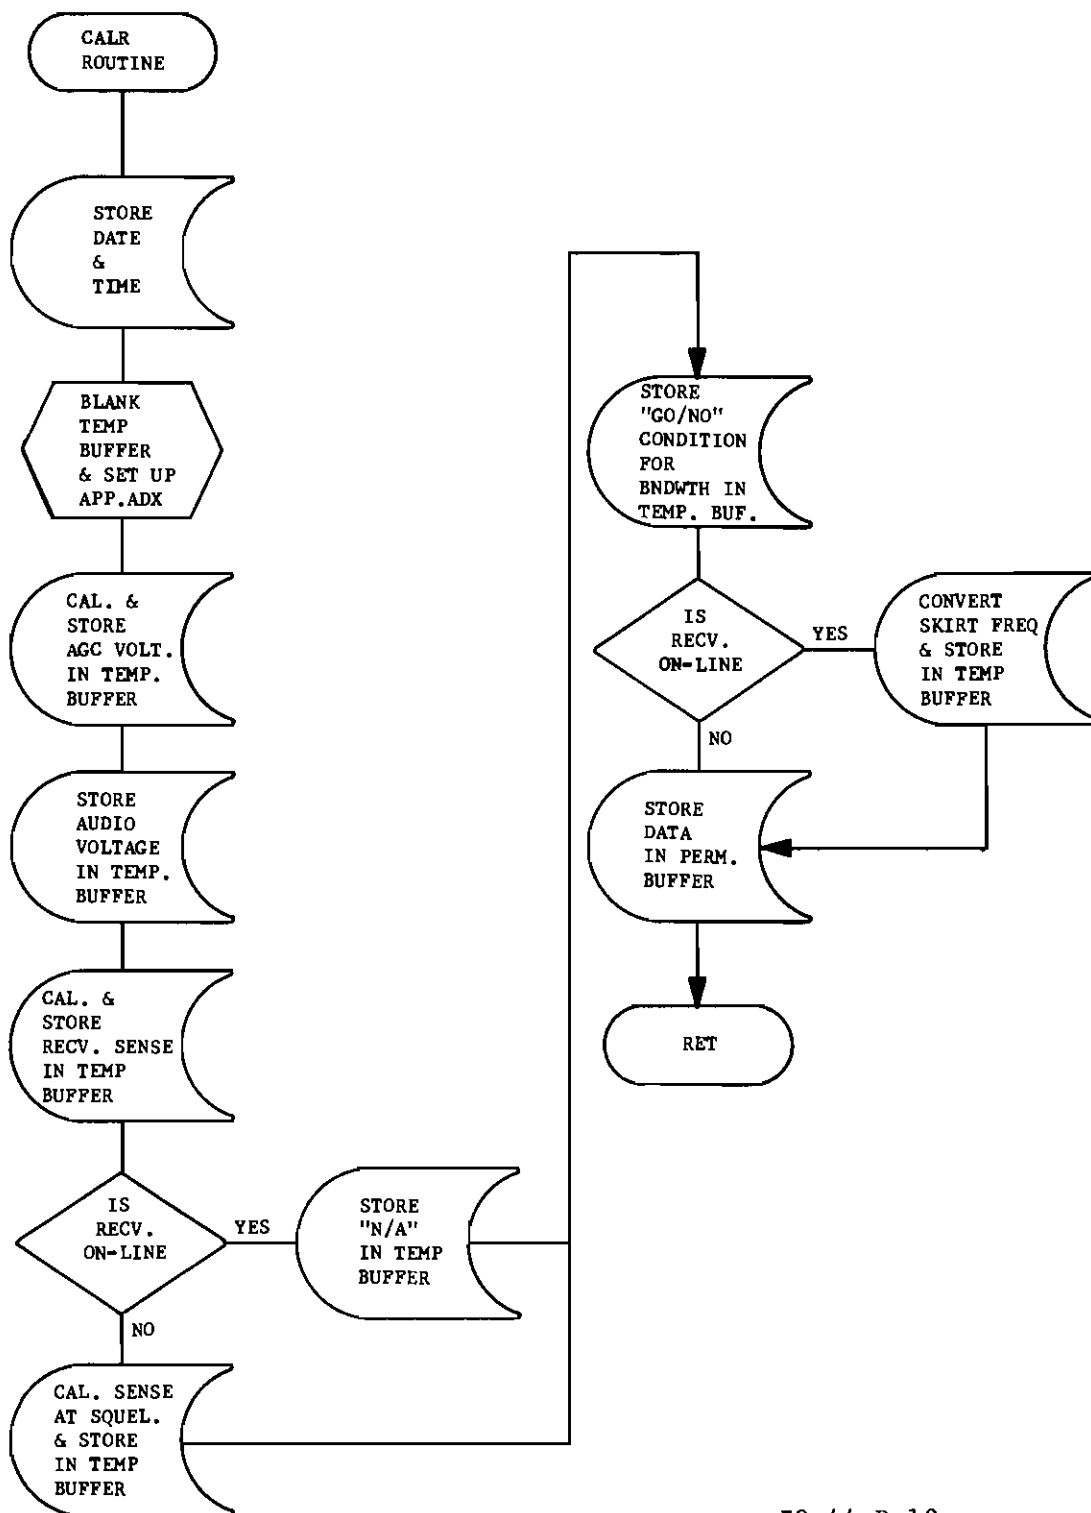 CALR
ROUTINE
STORE
DATE
&
TIME
BLANK
TEMP
BUFFER
& SET UP
APP.ADX
CAL. &
STORE
AGC VOLT.
IN TEMP.
BUFFER
STORE
AUDIO
VOLTAGE
IN TEMP.
BUFFER
CAL. &
STORE
RECV. SENSE
IN TEMP
BUFFER
IS
RECV.
ON-LINE
YES
NO
STORE
"N/A"
IN TEMP
BUFFER
CAL. SENSE
AT SQUEL.
& STORE
IN TEMP
BUFFER
STORE
"GO/NO"
CONDITION
FOR
BNDWTH IN
TEMP. BUF.
IS
RECV.
ON-LINE
YES
NO
CONVERT
SKIRT FREQ
& STORE
IN TEMP
BUFFER
STORE
DATA
IN PERM.
BUFFER
RET